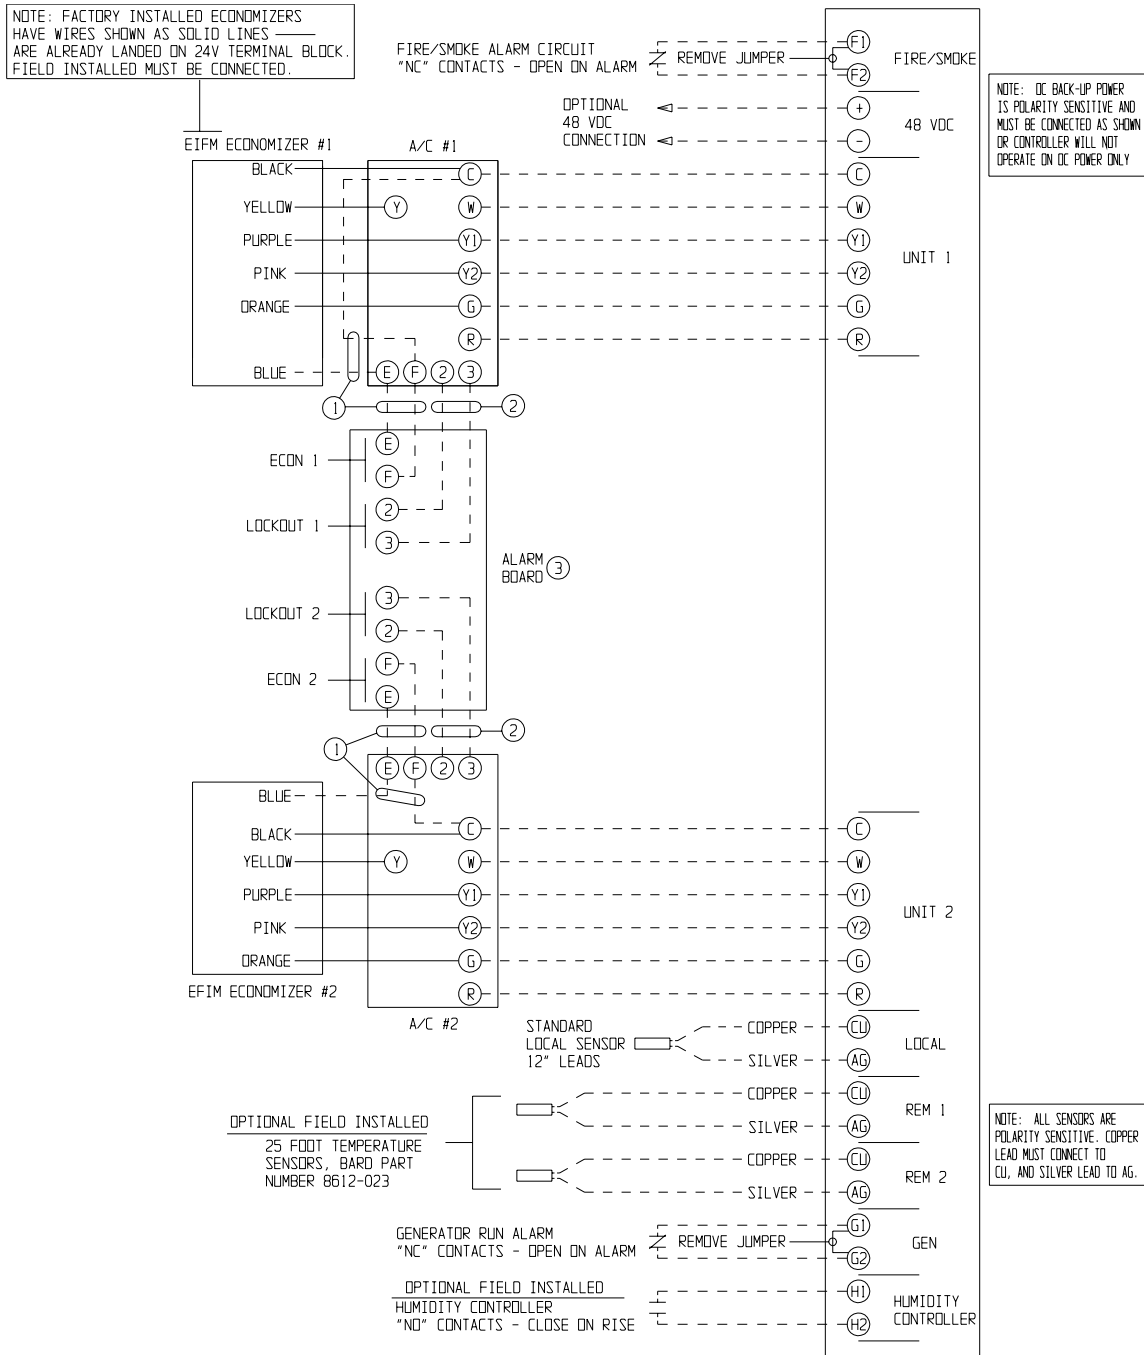 NOTE: FACTORY INSTALLED ECONOMIZERS
HAVE WIRES SHOWN AS SOLID LINES
ARE ALREADY LANDED ON 24V TERMINAL BLOCK.
FIELD INSTALLED MUST BE CONNECTED.
FIRE/SMOKE ALARM CIRCUIT
"NC" CONTACTS - OPEN ON ALARM
REMOVE JUMPER
F1
F2
FIRE/SMOKE
OPTIONAL
48 VDC
CONNECTION
+
-
48 VDC
NOTE: DC BACK-UP POWER
IS POLARITY SENSITIVE AND
MUST BE CONNECTED AS SHOWN
OR CONTROLLER WILL NOT
OPERATE ON DC POWER ONLY
EIFM ECONOMIZER #1
A/C #1
BLACK
C
C
YELLOW
Y
W
W
PURPLE
Y1
Y1
PINK
Y2
Y2
UNIT 1
ORANGE
G
G
R
R
BLUE
E
F
2
3
1
2
ECON 1
E
F
LOCKOUT 1
2
3
ALARM
BOARD
3
LOCKOUT 2
3
2
ECON 2
F
E
1
2
E
F
2
3
BLUE
BLACK
C
C
YELLOW
Y
W
W
PURPLE
Y1
Y1
PINK
Y2
Y2
UNIT 2
ORANGE
G
G
R
R
EFIM ECONOMIZER #2
A/C #2
STANDARD
LOCAL SENSOR
12" LEADS
COPPER
CU
SILVER
AG
LOCAL
OPTIONAL FIELD INSTALLED
25 FOOT TEMPERATURE
SENSORS, BARD PART
NUMBER 8612-023
COPPER
CU
SILVER
AG
REM 1
COPPER
CU
SILVER
AG
REM 2
NOTE: ALL SENSORS ARE
POLARITY SENSITIVE. COPPER
LEAD MUST CONNECT TO
CU, AND SILVER LEAD TO AG.
GENERATOR RUN ALARM
"NC" CONTACTS - OPEN ON ALARM
REMOVE JUMPER
G1
G2
GEN
OPTIONAL FIELD INSTALLED
HUMIDITY CONTROLLER
"NO" CONTACTS - CLOSE ON RISE
H1
H2
HUMIDITY
CONTROLLER